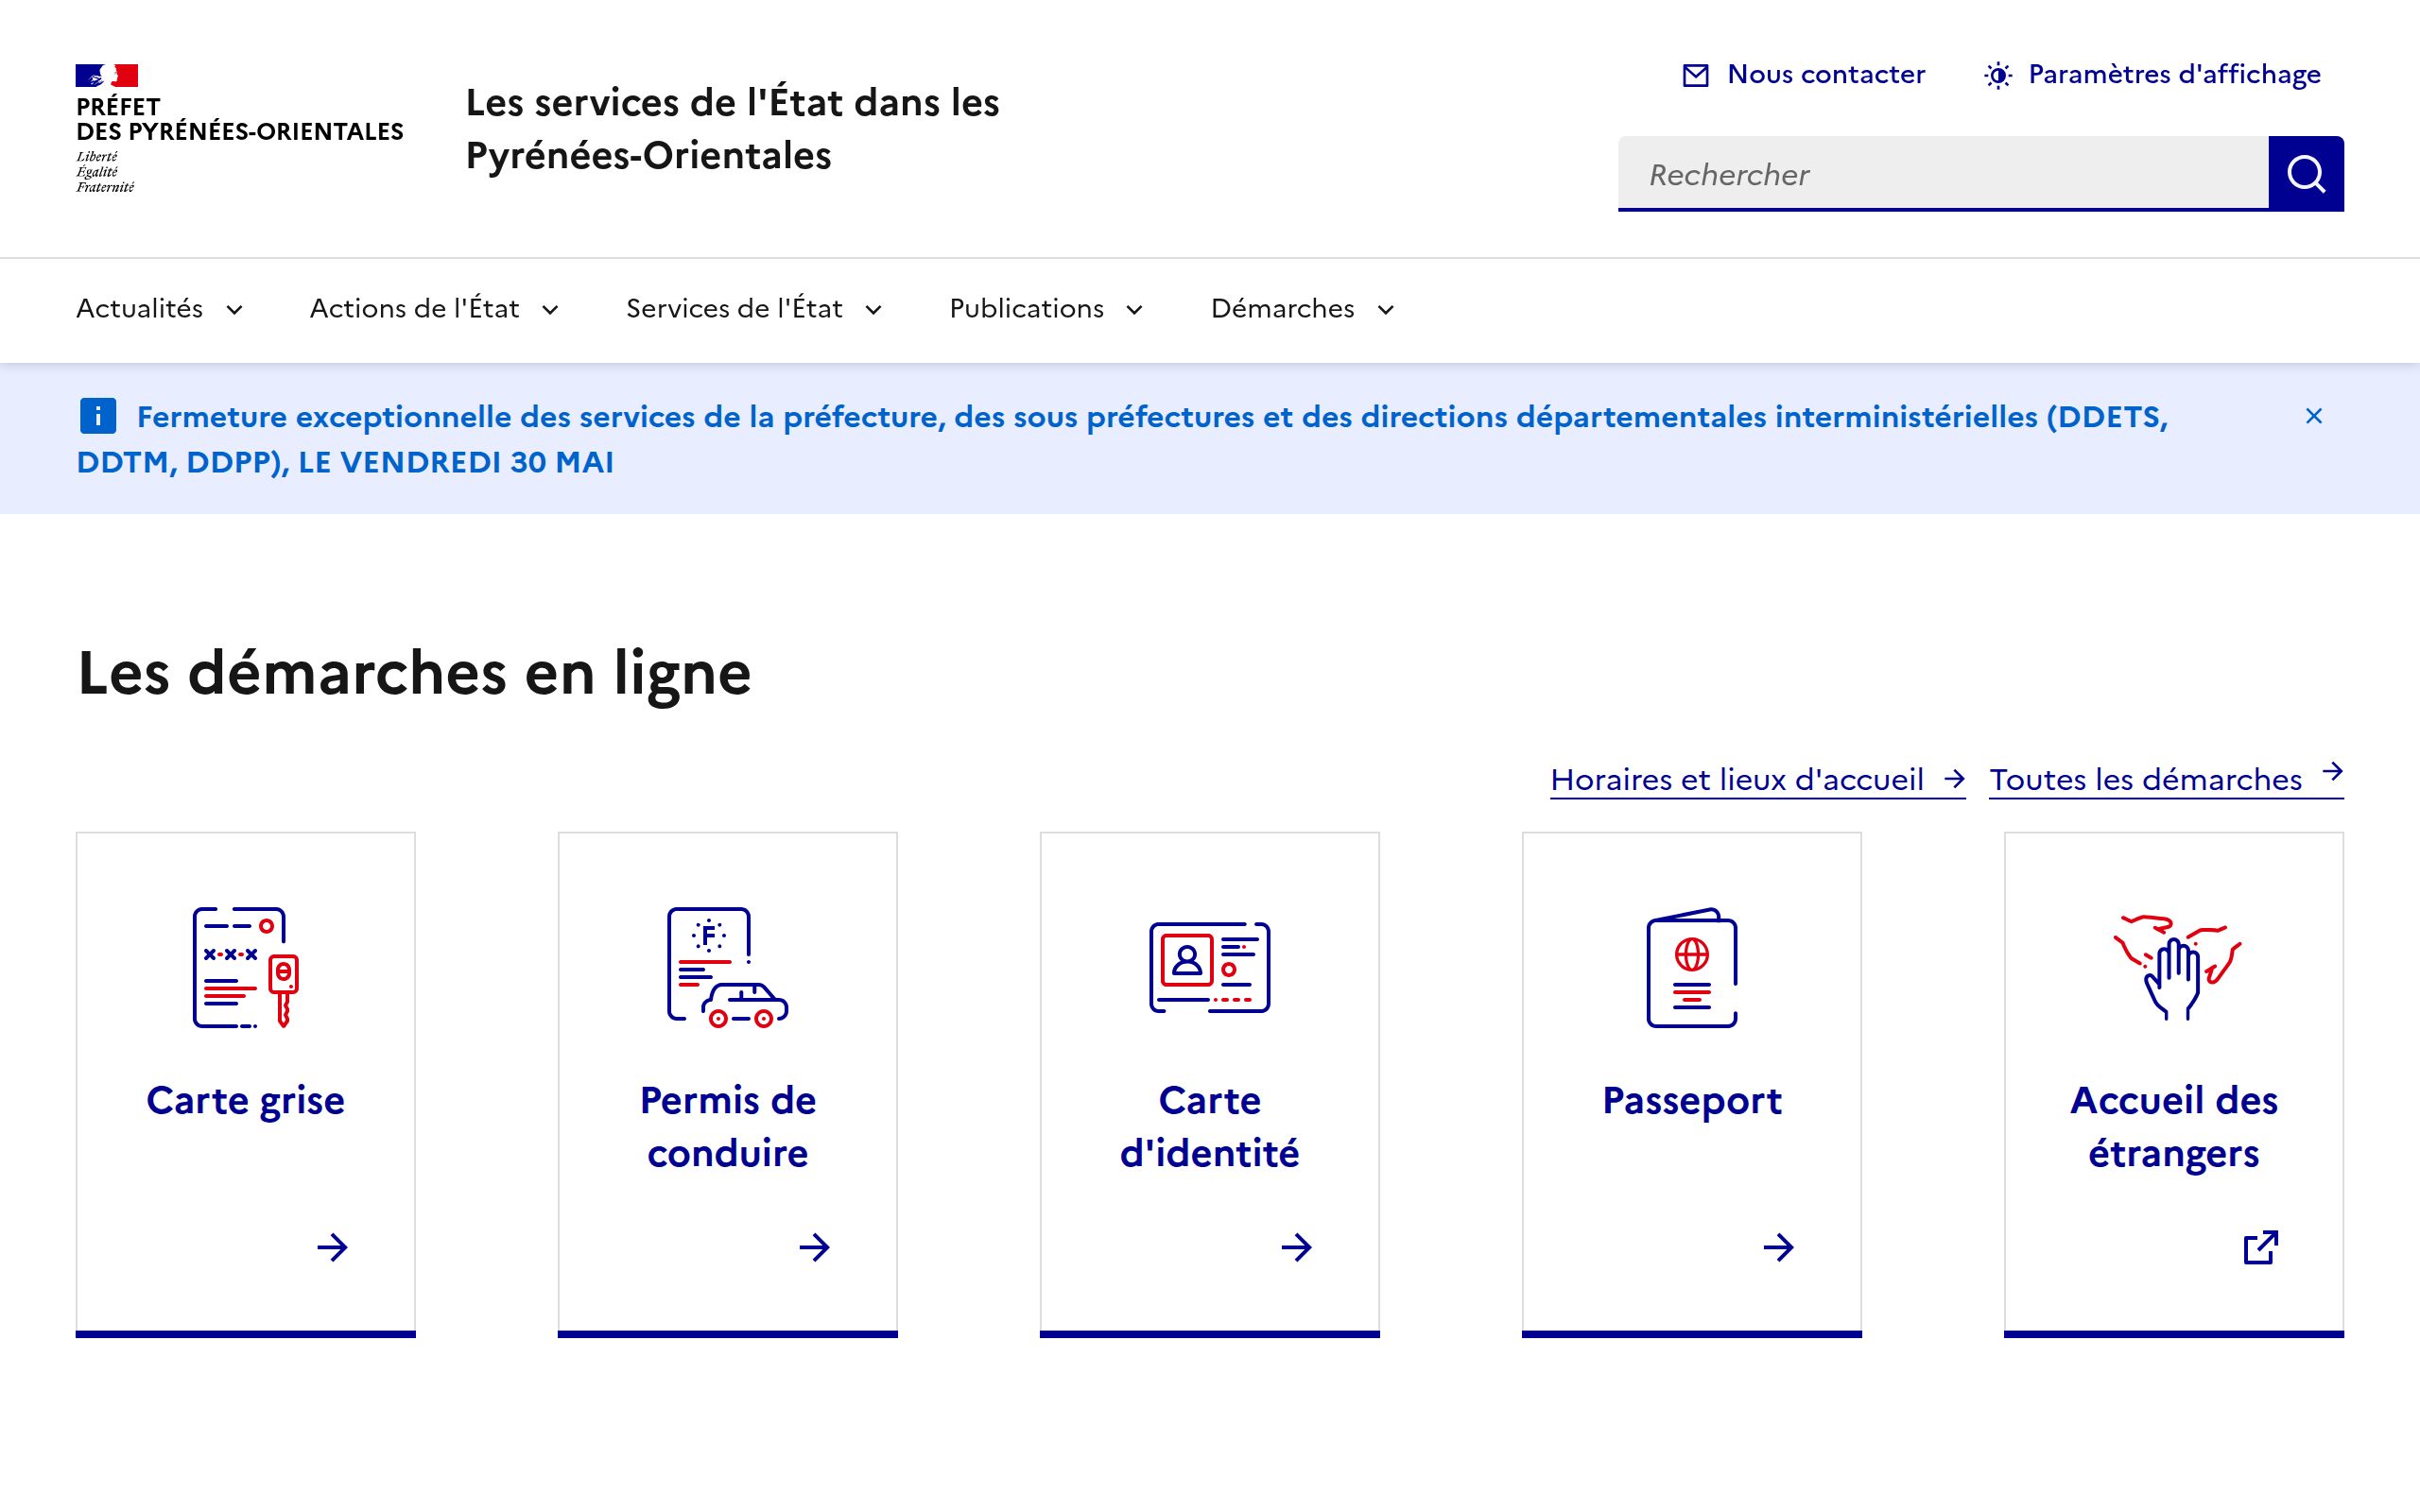 PRÉFET
DES PYRÉNÉES-ORIENTALES
Liberté
Égalité
Fraternité
Les services de l'État dans les
Pyrénées-Orientales
Nous contacter
Paramètres d'affichage
Rechercher
Actualités
Actions de l'État
Services de l'État
Publications
Démarches
Fermeture exceptionnelle des services de la préfecture, des sous préfectures et des directions départementales interministérielles (DDETS,
DDTM, DDPP), LE VENDREDI 30 MAI
Les démarches en ligne
Horaires et lieux d'accueil
Toutes les démarches
Carte grise
F
Permis de
conduire
Carte
d'identité
Passeport
Accueil des
étrangers